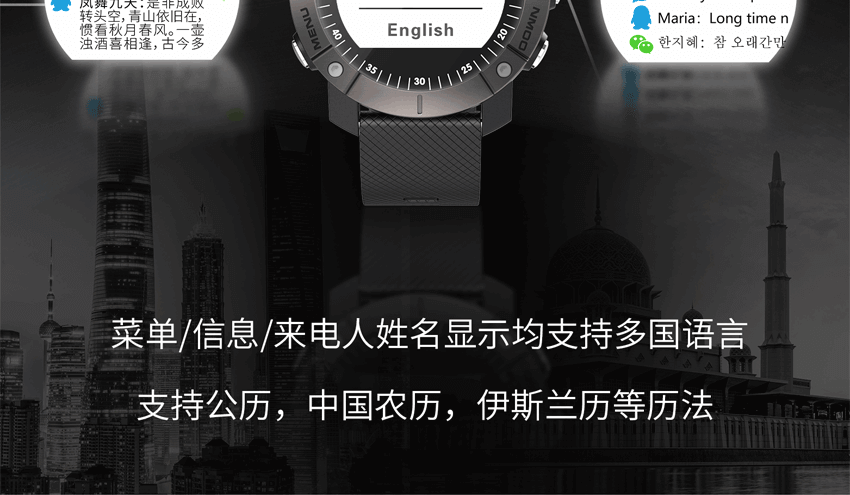 凤舞九天：是非成败
转头空，青山依旧在，
惯看秋月春风。一壶
浊酒喜相逢，古今多
English
MENU
40
35
30
25
20
Maria：Long time n
한지혜：참 오래간만
菜单/信息/来电人姓名显示均支持多国语言
支持公历，中国农历，伊斯兰历等历法